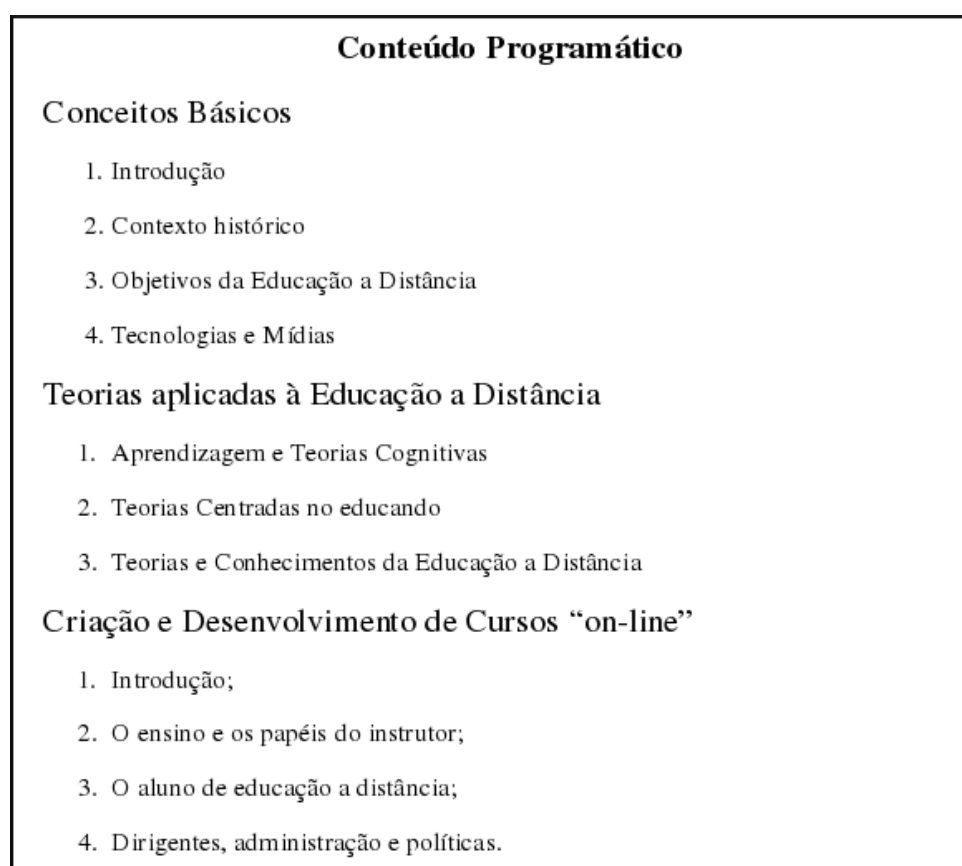 Conteúdo Programático
Conceitos Básicos
1. Introdução
2. Contexto histórico
3. Objetivos da Educação a Distância
4. Tecnologias e Mídias
Teorias aplicadas à Educação a Distância
1. Aprendizagem e Teorias Cognitivas
2. Teorias Centradas no educando
3. Teorias e Conhecimentos da Educação a Distância
Criação e Desenvolvimento de Cursos “on-line”
1. Introdução;
2. O ensino e os papéis do instrutor;
3. O aluno de educação a distância;
4. Dirigentes, administração e políticas.